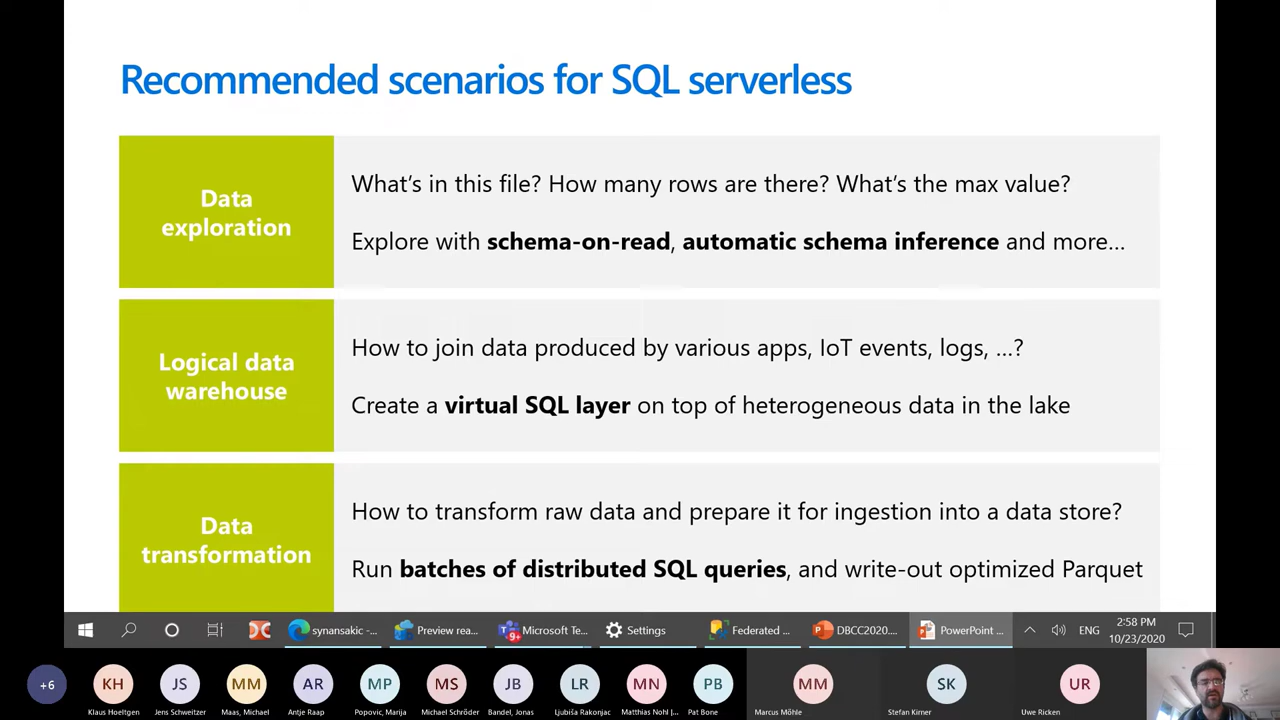 Recommended scenarios for SQL serverless
Data
exploration
What's in this file? How many rows are there? What's the max value?
Explore with schema-on-read, automatic schema inference and more...
Logical data
warehouse
How to join data produced by various apps, IoT events, logs, ...?
Create a virtual SQL layer on top of heterogeneous data in the lake
Data
transformation
How to transform raw data and prepare it for ingestion into a data store?
Run batches of distributed SQL queries, and write-out optimized Parquet
synansakic -...
Preview rea...
9+
Microsoft Te...
Settings
Federated ...
DBCC2020....
PowerPoint ...
ENG
2:58 PM
10/23/2020
+6
KH
JS
MM
AR
MP
MS
JB
LR
MN
PB
MM
SK
UR
Klaus Hoeltgen
Jens Schweitzer
Maas, Michael
Antje Raap
Popovic, Marija
Michael Schröder
Bandel, Jonas
Ljubiša Rakonjac
Matthias Nohl |...
Pat Bone
Marcus Möhle
Stefan Kirner
Uwe Ricken